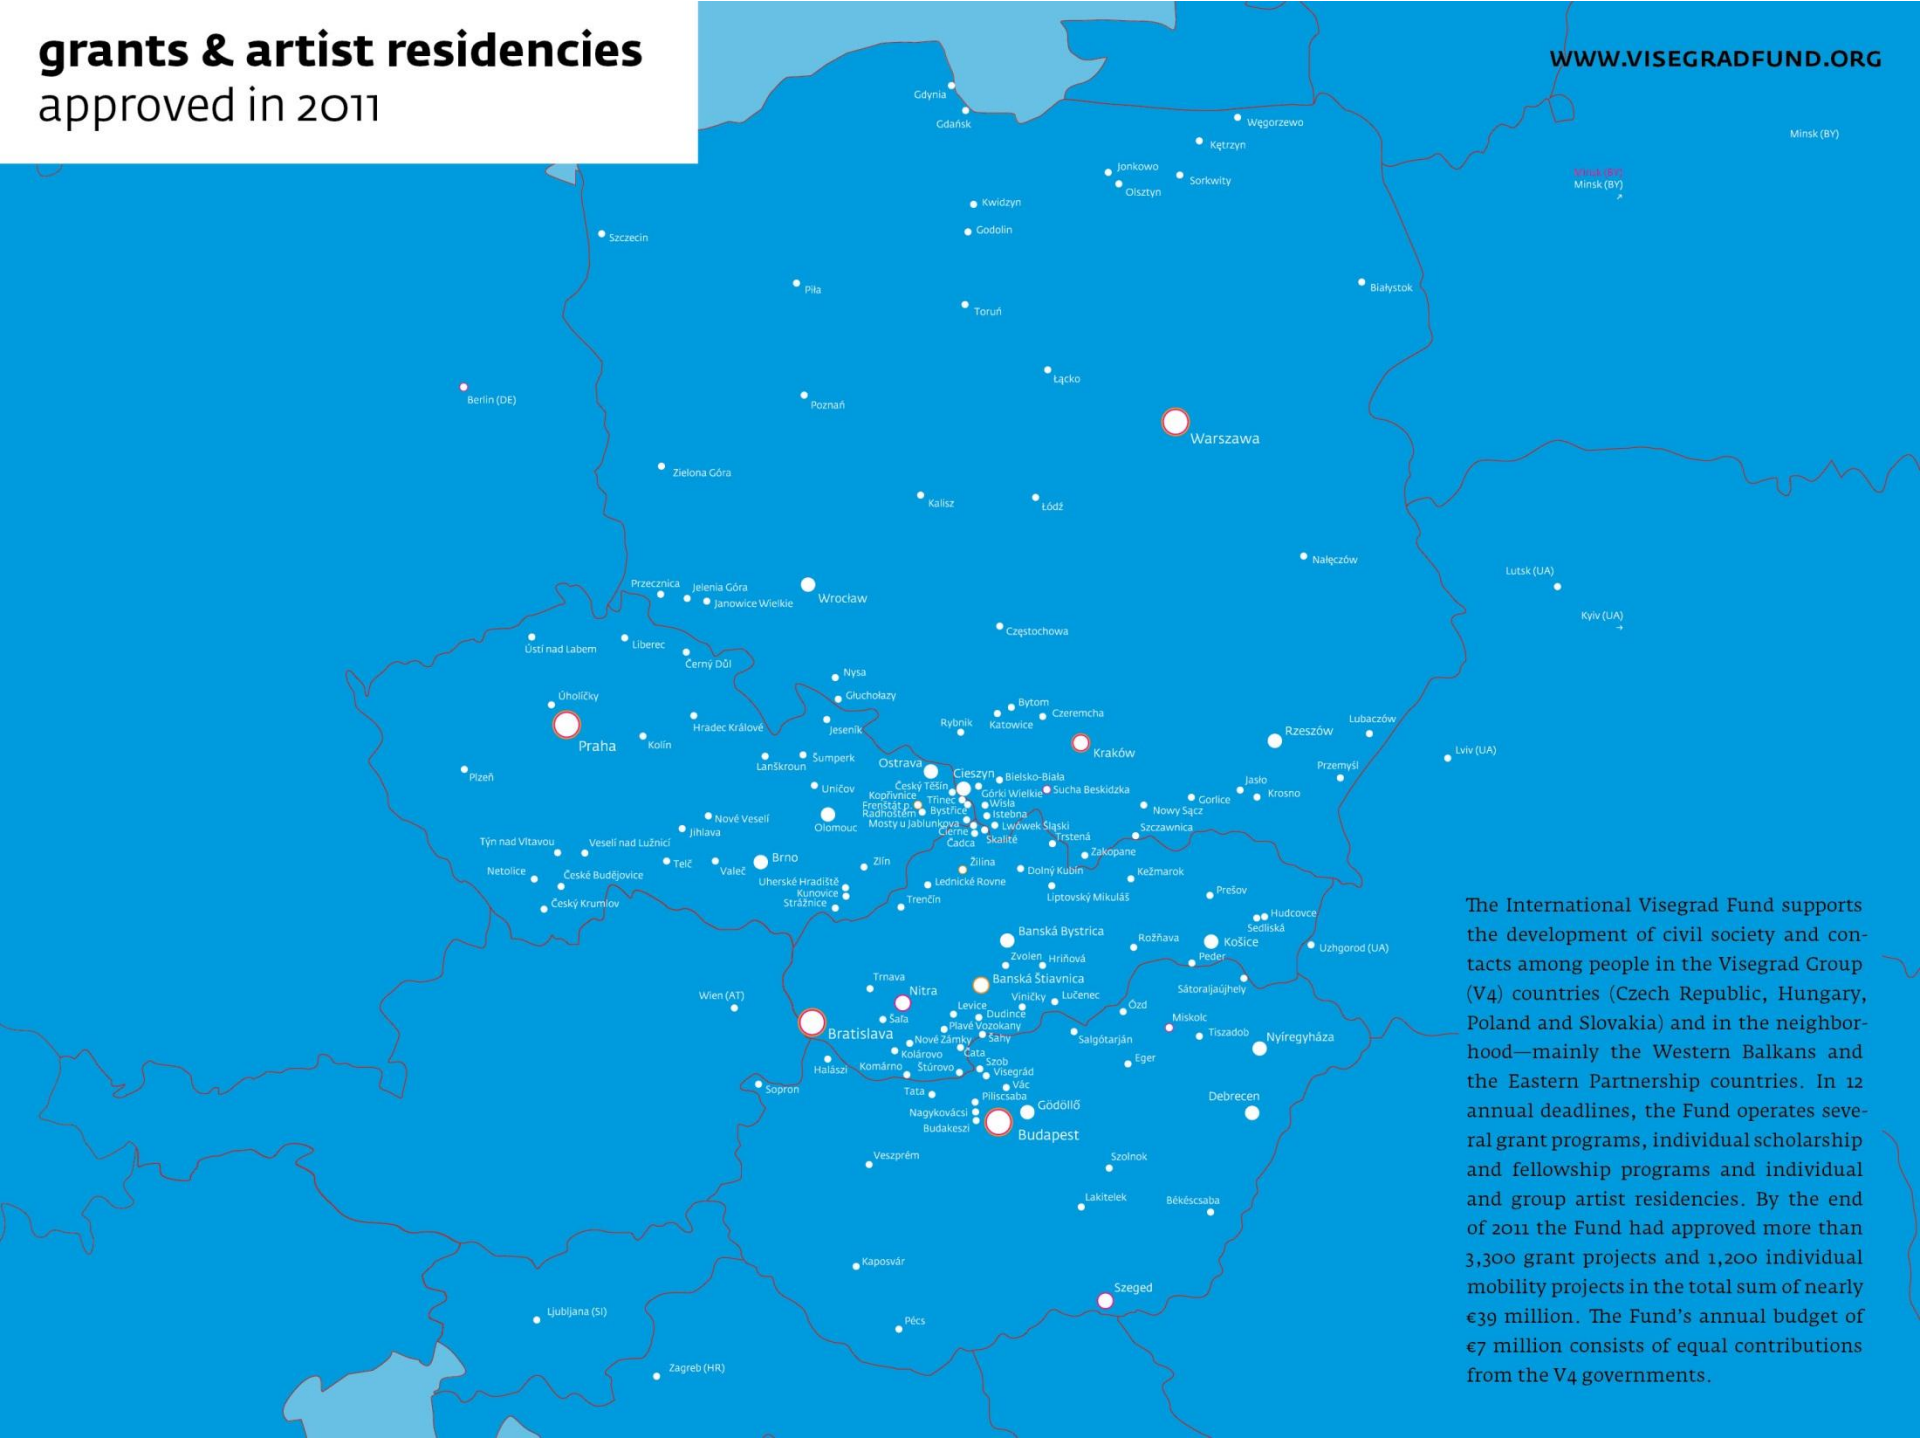 grants & artist residencies
approved in 2011
WWW.VISEGRADFUND.ORG
Gdynia
Gdańsk
Węgorzewo
Kętrzyn
Minsk (BY)
Jonkowo
Olsztyn
Sorkwity
Minsk (BY)
Kwidzyn
Godolin
Szczecin
Piła
Białystok
Toruń
Łącko
Berlin (DE)
Poznań
Warszawa
Zielona Góra
Kalisz
Łódź
Nałęczów
Lutsk (UA)
Kyiv (UA)
Przecznica
Jelenia Góra
Janowice Wielkie
Wrocław
Częstochowa
Ústí nad Labem
Liberec
Černý Důl
Nysa
Głuchołazy
Úholičky
Praha
Kolín
Hradec Králové
Jeseník
Rybnik
Bytom
Katowice
Czeremcha
Kraków
Rzeszów
Lubaczów
Lviv (UA)
Plzeň
Lanškroun
Šumperk
Uničov
Ostrava
Cieszyn
Bielsko-Biała
Przemyśl
Český Těšín
Górki Wielkie
Sucha Beskidzka
Jasło
Krosno
Gorlice
Nowy Sącz
Kopřivnice
Třinec
Wisła
Frenštát p.
Radhoštěm
Bystřice
Istebna
Mosty u Jablunkova
Lwówek Śląski
Čierne
Skalité
Čadca
Trstená
Szczawnica
Zakopane
Olomouc
Nové Veselí
Jihlava
Týn nad Vltavou
Veselí nad Lužnicí
Telč
Valeč
Brno
Zlín
Žilina
Dolný Kubín
Kežmarok
Netolice
České Budějovice
Český Krumlov
Uherské Hradiště
Kunovice
Strážnice
Lednické Rovne
Trenčín
Liptovský Mikuláš
Prešov
Hudcovce
Sedliská
Banská Bystrica
Rožňava
Košice
Uzhgorod (UA)
Peder
Zvolen
Hriňová
Banská Štiavnica
Sátoraljaújhely
Trnava
Nitra
Wien (AT)
Levice
Viničky
Lučenec
Ózd
Dudince
Šaľa
Bratislava
Plavé Vozokany
Šahy
Miskolc
Tiszadob
Nyíregyháza
Salgótarján
Nové Zámky
Kolárovo
Čata
Komárno
Štúrovo
Szob
Visegrád
Eger
Halászi
Sopron
Tata
Vác
Piliscsaba
Nagykovácsi
Gödöllő
Budakeszi
Budapest
Debrecen
Veszprém
Szolnok
Lakitelek
Békéscsaba
Kaposvár
Szeged
Ljubljana (SI)
Pécs
Zagreb (HR)
The International Visegrad Fund supports
the development of civil society and con-
tacts among people in the Visegrad Group
(V4) countries (Czech Republic, Hungary,
Poland and Slovakia) and in the neighbor-
hood—mainly the Western Balkans and
the Eastern Partnership countries. In 12
annual deadlines, the Fund operates seve-
ral grant programs, individual scholarship
and fellowship programs and individual
and group artist residencies. By the end
of 2011 the Fund had approved more than
3,300 grant projects and 1,200 individual
mobility projects in the total sum of nearly
€39 million. The Fund's annual budget of
€7 million consists of equal contributions
from the V4 governments.